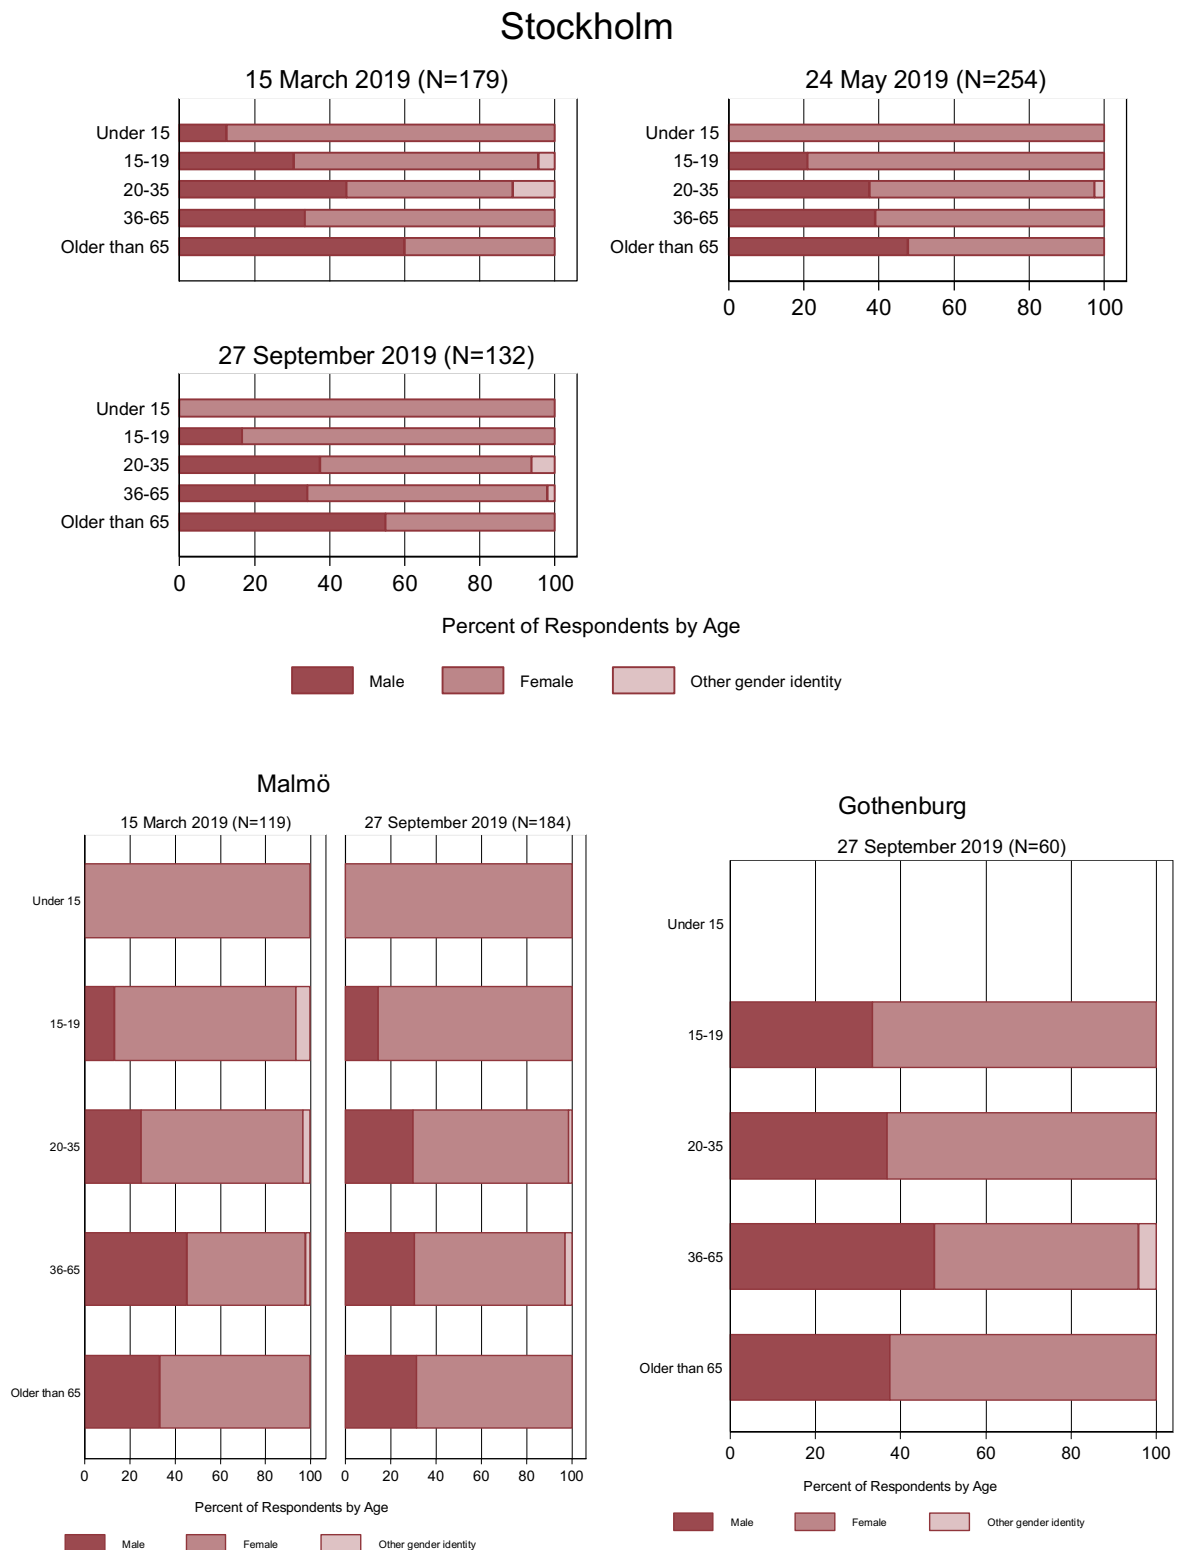 Stockholm
15 March 2019 (N=179)
Under 15
15-19
20-35
36-65
Older than 65
24 May 2019 (N=254)
Under 15
15-19
20-35
36-65
Older than 65
0 20 40 60 80 100
27 September 2019 (N=132)
Under 15
15-19
20-35
36-65
Older than 65
0 20 40 60 80 100
Percent of Respondents by Age
Male Female Other gender identity
Malmö
15 March 2019 (N=119) 27 September 2019 (N=184)
Under 15
15-19
20-35
36-65
Older than 65
0 20 40 60 80 100 0 20 40 60 80 100
Percent of Respondents by Age
Male Female Other gender identity
Gothenburg
27 September 2019 (N=60)
Under 15
15-19
20-35
36-65
Older than 65
0 20 40 60 80 100
Percent of Respondents by Age
Male Female Other gender identity